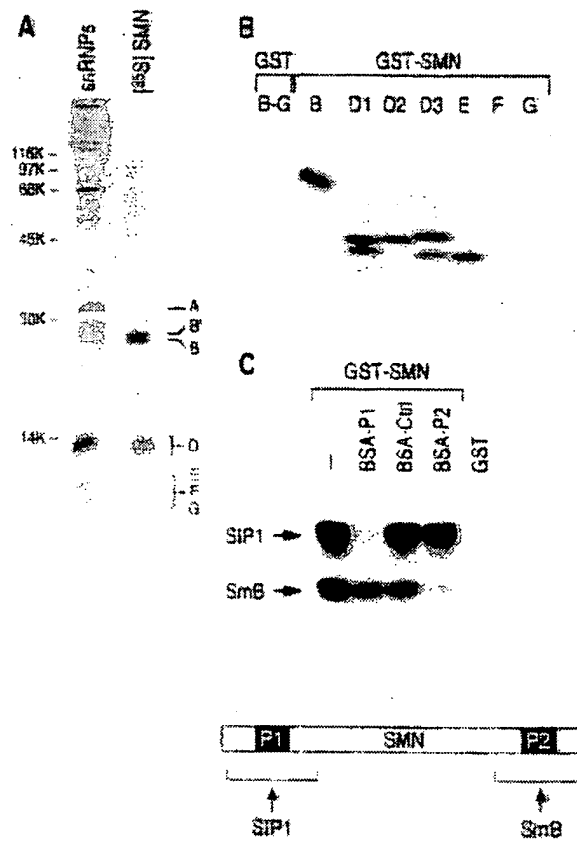 A
snRNPs
[35S] SMN
116K
97K
68K
45K
30K
14K
A
B'
B
D
G
B
GST
GST-SMN
B-G
B
D1
D2
D3
E
F
G
C
GST-SMN
–
BSA-P1
BSA-Ctrl
BSA-P2
GST
SIP1
SmB
P1
SMN
P2
SIP1
SmB